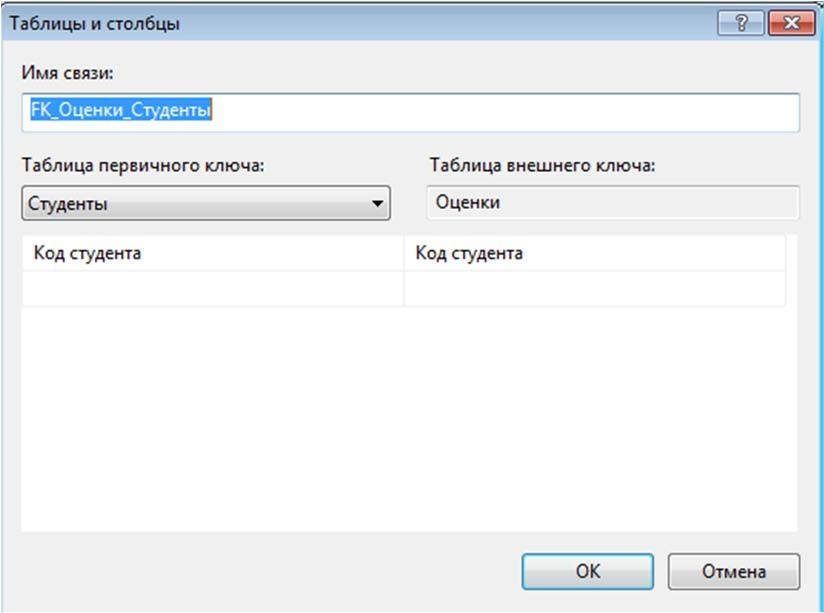 Таблицы и столбцы
Имя связи:
FK_Оценки_Студенты
Таблица первичного ключа: Таблица внешнего ключа:
Студенты Оценки
Код студента Код студента
OK Отмена